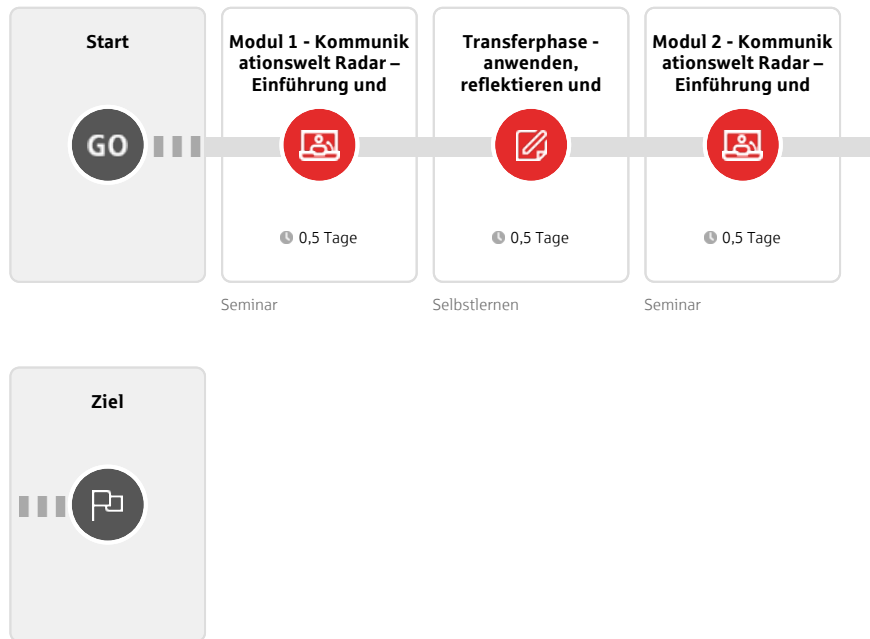 Start
Modul 1 - Kommunik
ationswelt Radar –
Einführung und
Transferphase -
anwenden,
reflektieren und
Modul 2 - Kommunik
ationswelt Radar –
Einführung und
GO
0,5 Tage
0,5 Tage
0,5 Tage
Seminar
Selbstlernen
Seminar
Ziel